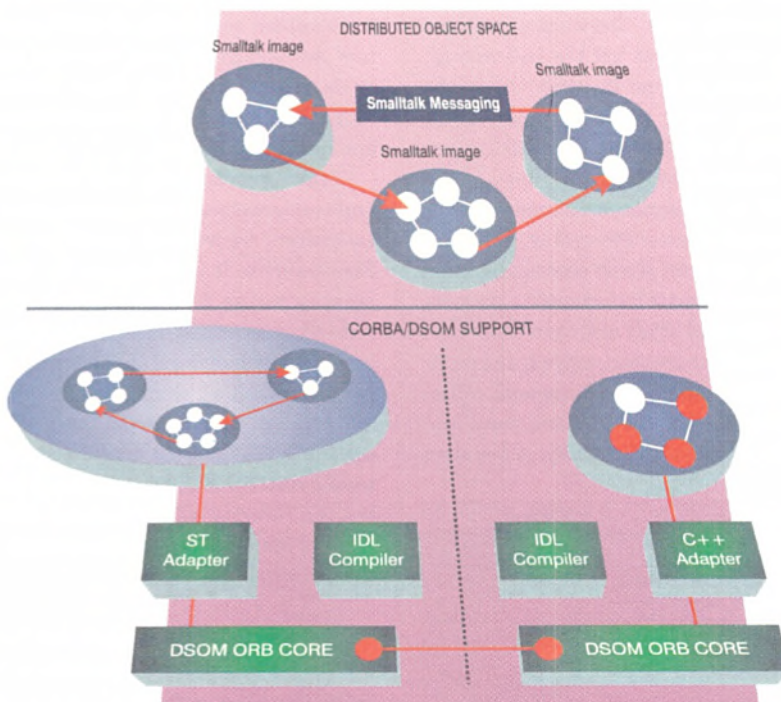 DISTRIBUTED OBJECT SPACE
Smalltalk image
Smalltalk image
Smalltalk Messaging
Smalltalk image
CORBA/DSOM SUPPORT
ST
Adapter
IDL
Compiler
IDL
Compiler
C++
Adapter
DSOM ORB CORE
DSOM ORB CORE